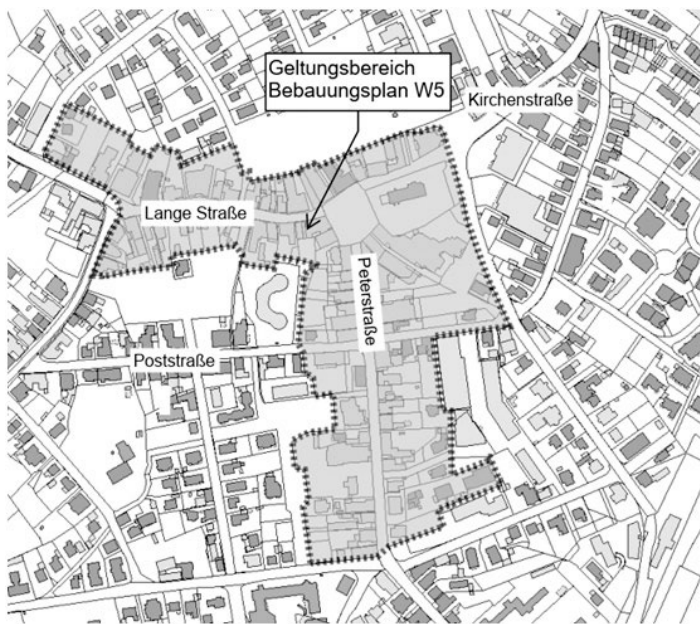 Geltungsbereich
Bebauungsplan W5
Kirchenstraße
Lange Straße
Peterstraße
Poststraße